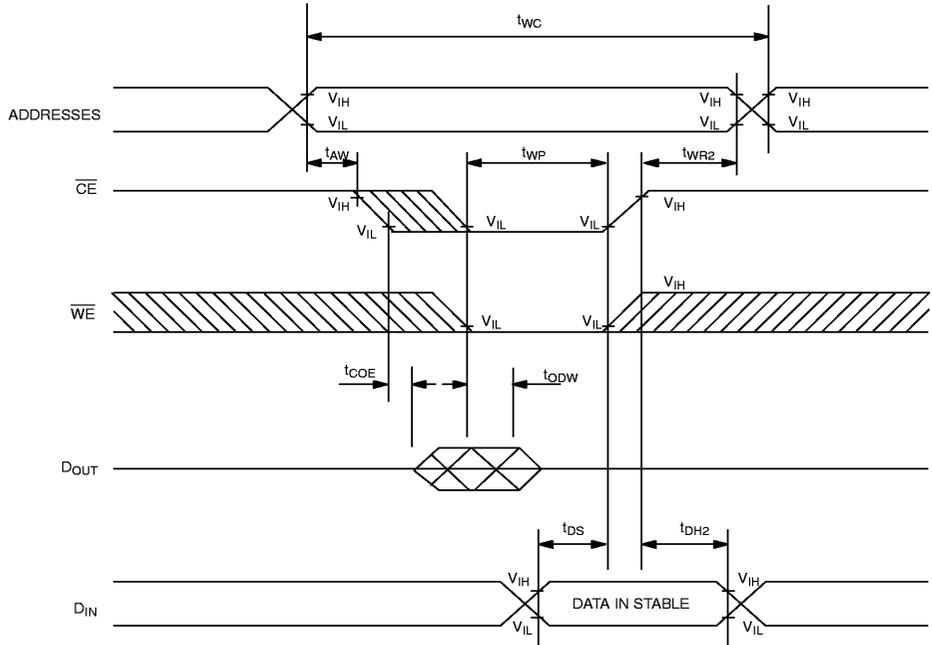 tWC
ADDRESSES
VIH VIH VIH
VIL VIL VIL
tAW tWP tWR2
CE
VIH VIH
VIL VIL VIL
VIH
WE
VIL VIL
tCOE tODW
DOUT
tDS tDH2
VIH VIH
DIN DATA IN STABLE
VIL VIL